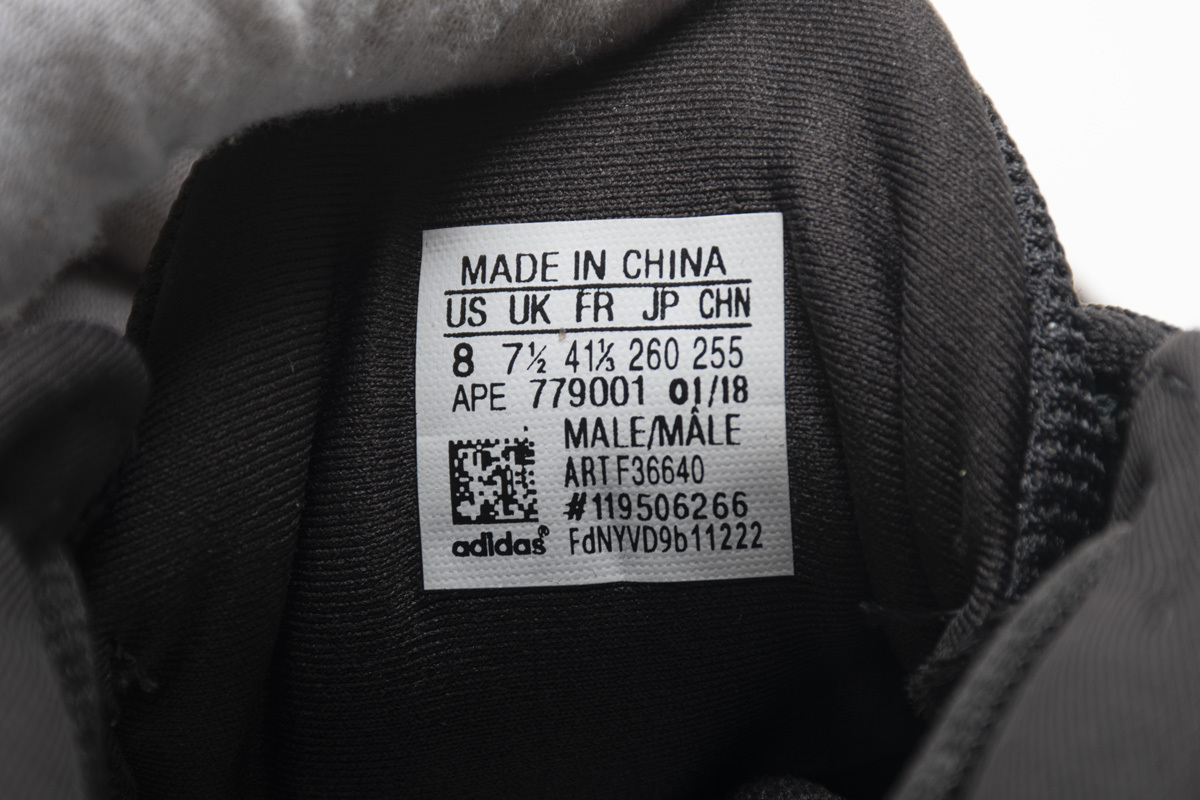 MADE IN CHINA
US UK FR JP CHN
8 7½ 41⅓ 260 255
APE 779001 01/18
MALE/MÂLE
ART F36640
#119506266
adidas® FdNYVD9b11222